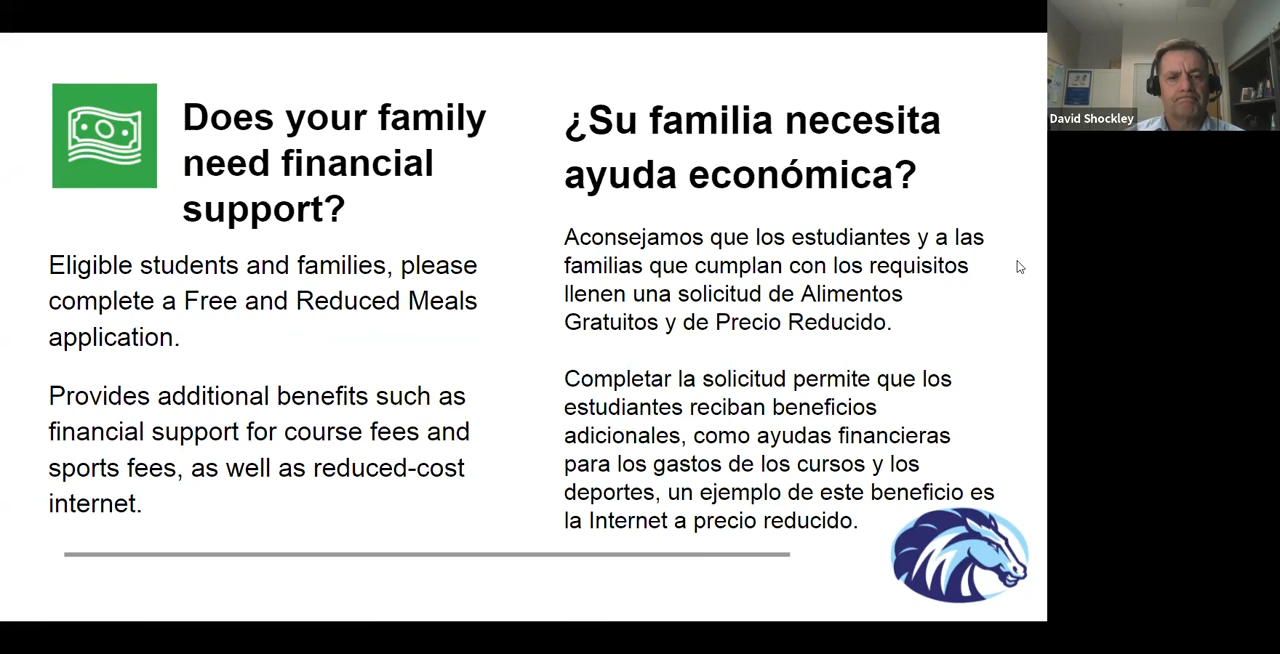 Does your family
need financial
support?
Eligible students and families, please
complete a Free and Reduced Meals
application.
Provides additional benefits such as
financial support for course fees and
sports fees, as well as reduced-cost
internet.
¿Su familia necesita
ayuda económica?
Aconsejamos que los estudiantes y a las
familias que cumplan con los requisitos
llenen una solicitud de Alimentos
Gratuitos y de Precio Reducido.
Completar la solicitud permite que los
estudiantes reciban beneficios
adicionales, como ayudas financieras
para los gastos de los cursos y los
deportes, un ejemplo de este beneficio es
la Internet a precio reducido.
David Shockley